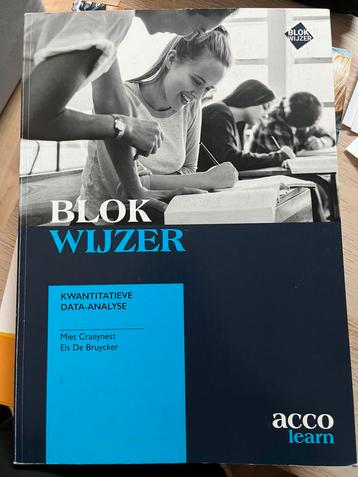 BLOK
WIJZER
BLOK
WIJZER
KWANTITATIEVE
DATA-ANALYSE
Miet Craeynest
Els De Bruycker
acco
learn